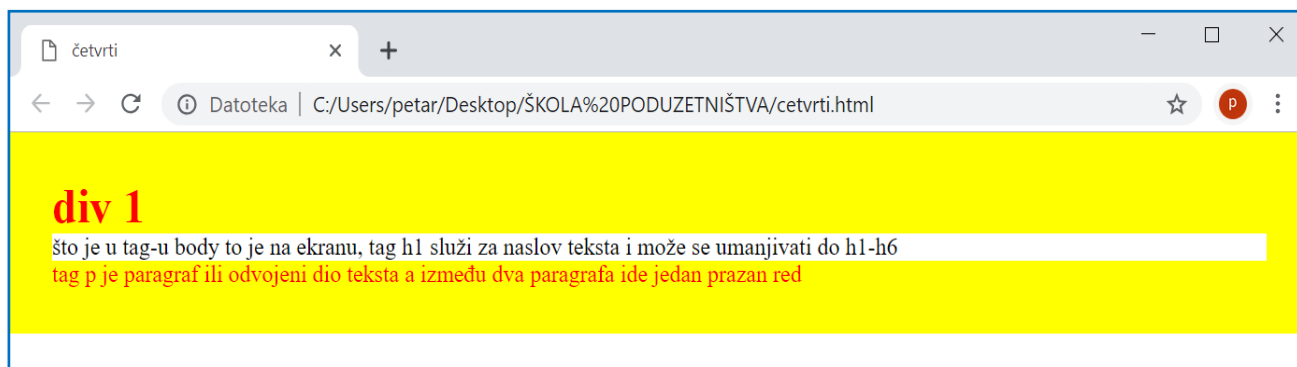 četvrti
Datoteka | C:/Users/petar/Desktop/ŠKOLA%20PODUZETNIŠTVA/cetvrti.html
p
div 1
što je u tag-u body to je na ekranu, tag h1 služi za naslov teksta i može se umanjivati do h1-h6
tag p je paragraf ili odvojeni dio teksta a između dva paragrafa ide jedan prazan red